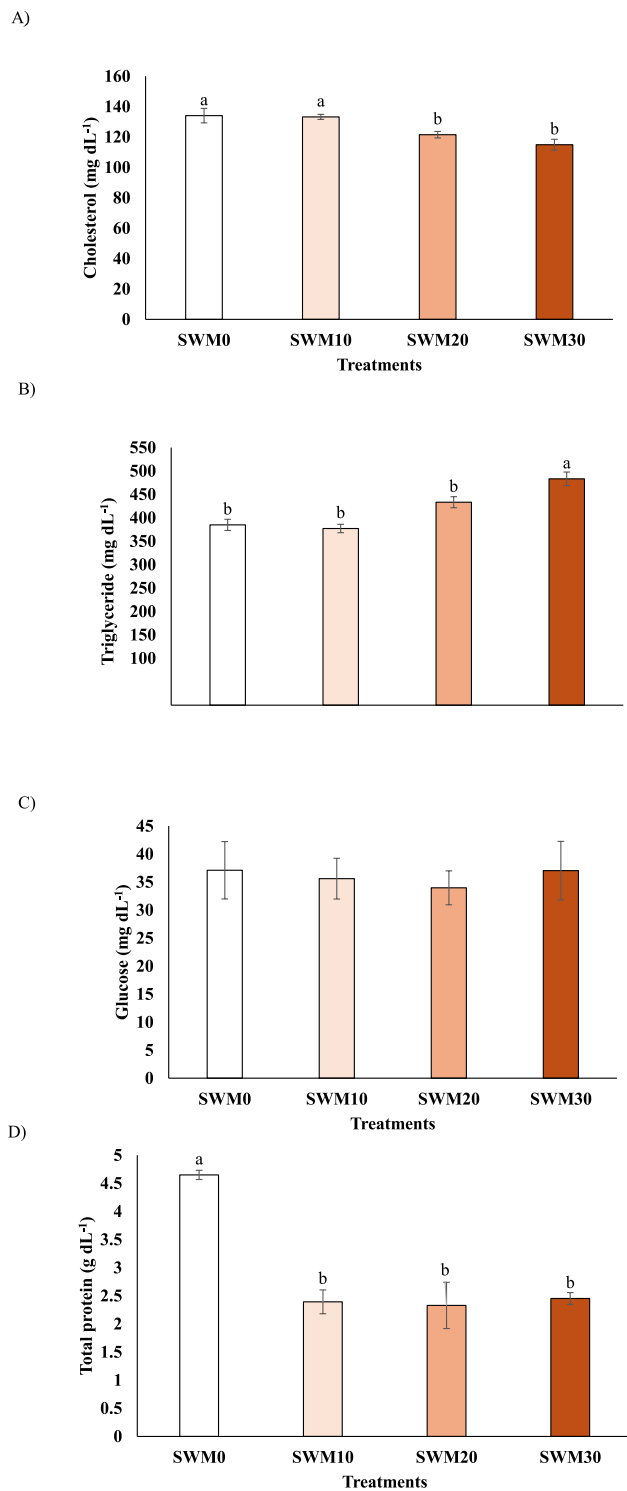 A)
Cholesterol (mg dL-1)
160
140
120
100
80
60
40
20
0
a
a
b
b
SWM0 SWM10 SWM20 SWM30
Treatments
B)
Triglyceride (mg dL-1)
550
500
450
400
350
300
250
200
150
100
b
b
b
a
C)
Glucose (mg dL-1)
45
40
35
30
25
20
15
10
5
0
SWM0 SWM10 SWM20 SWM30
Treatments
D)
Total protein (g dL-1)
5
4.5
4
3.5
3
2.5
2
1.5
1
0.5
0
a
b
b
b
SWM0 SWM10 SWM20 SWM30
Treatments